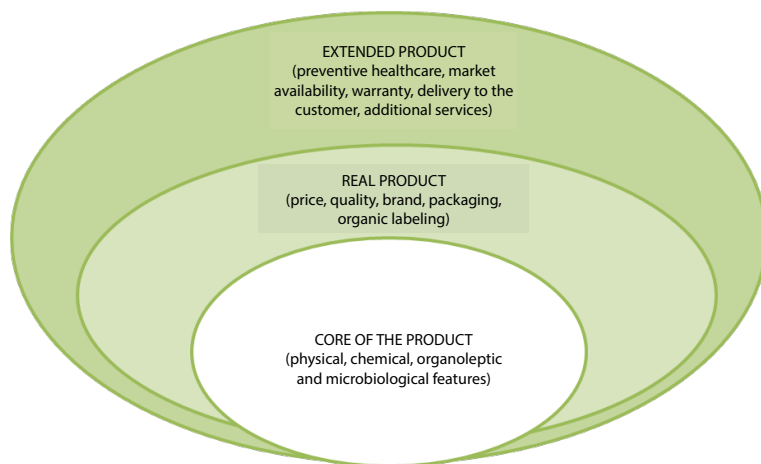 EXTENDED PRODUCT
(preventive healthcare, market
availability, warranty, delivery to the
customer, additional services)
REAL PRODUCT
(price, quality, brand, packaging,
organic labeling)
CORE OF THE PRODUCT
(physical, chemical, organoleptic
and microbiological features)